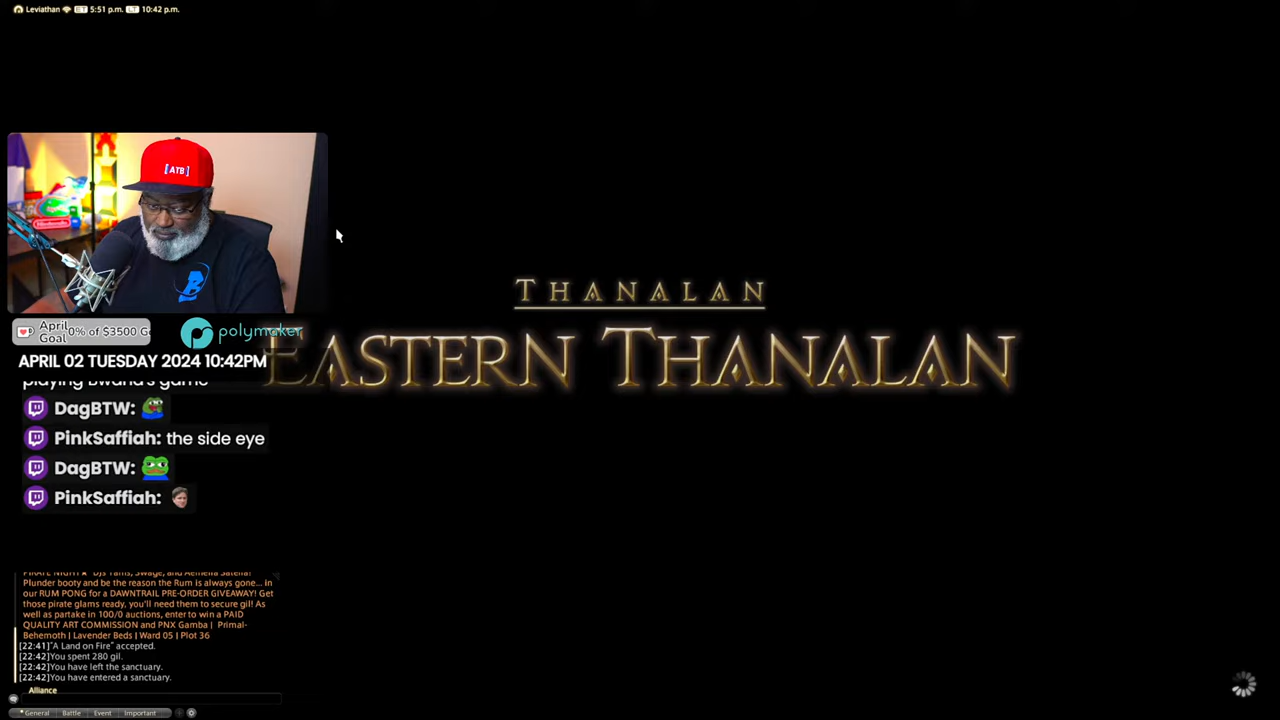 Leviathan ET 5:51 p.m. LT 10:42 p.m.
[ATB]
Nintendo
THANALAN
EASTERN THANALAN
April
Goal
0% of $3500 G
polymaker
APRIL 02 TUESDAY 2024 10:42PM
playing Bwana's game
DagBTW:
PinkSaffiah: the side eye
DagBTW:
PinkSaffiah:
Plunder booty and be the reason the Rum is always gone... in
our RUM PONG for a DAWNTRAIL PRE-ORDER GIVEAWAY! Get
those pirate glams ready, you'll need them to secure gil! As
well as partake in 100/0 auctions, enter to win a PAID
QUALITY ART COMMISSION and PNX Gamba | Primal-
Behemoth | Lavender Beds | Ward 05 | Plot 36
[22:41]"A Land on Fire" accepted.
[22:42]You spent 280 gil.
[22:42]You have left the sanctuary.
[22:42]You have entered a sanctuary.
Alliance
General Battle Event Important